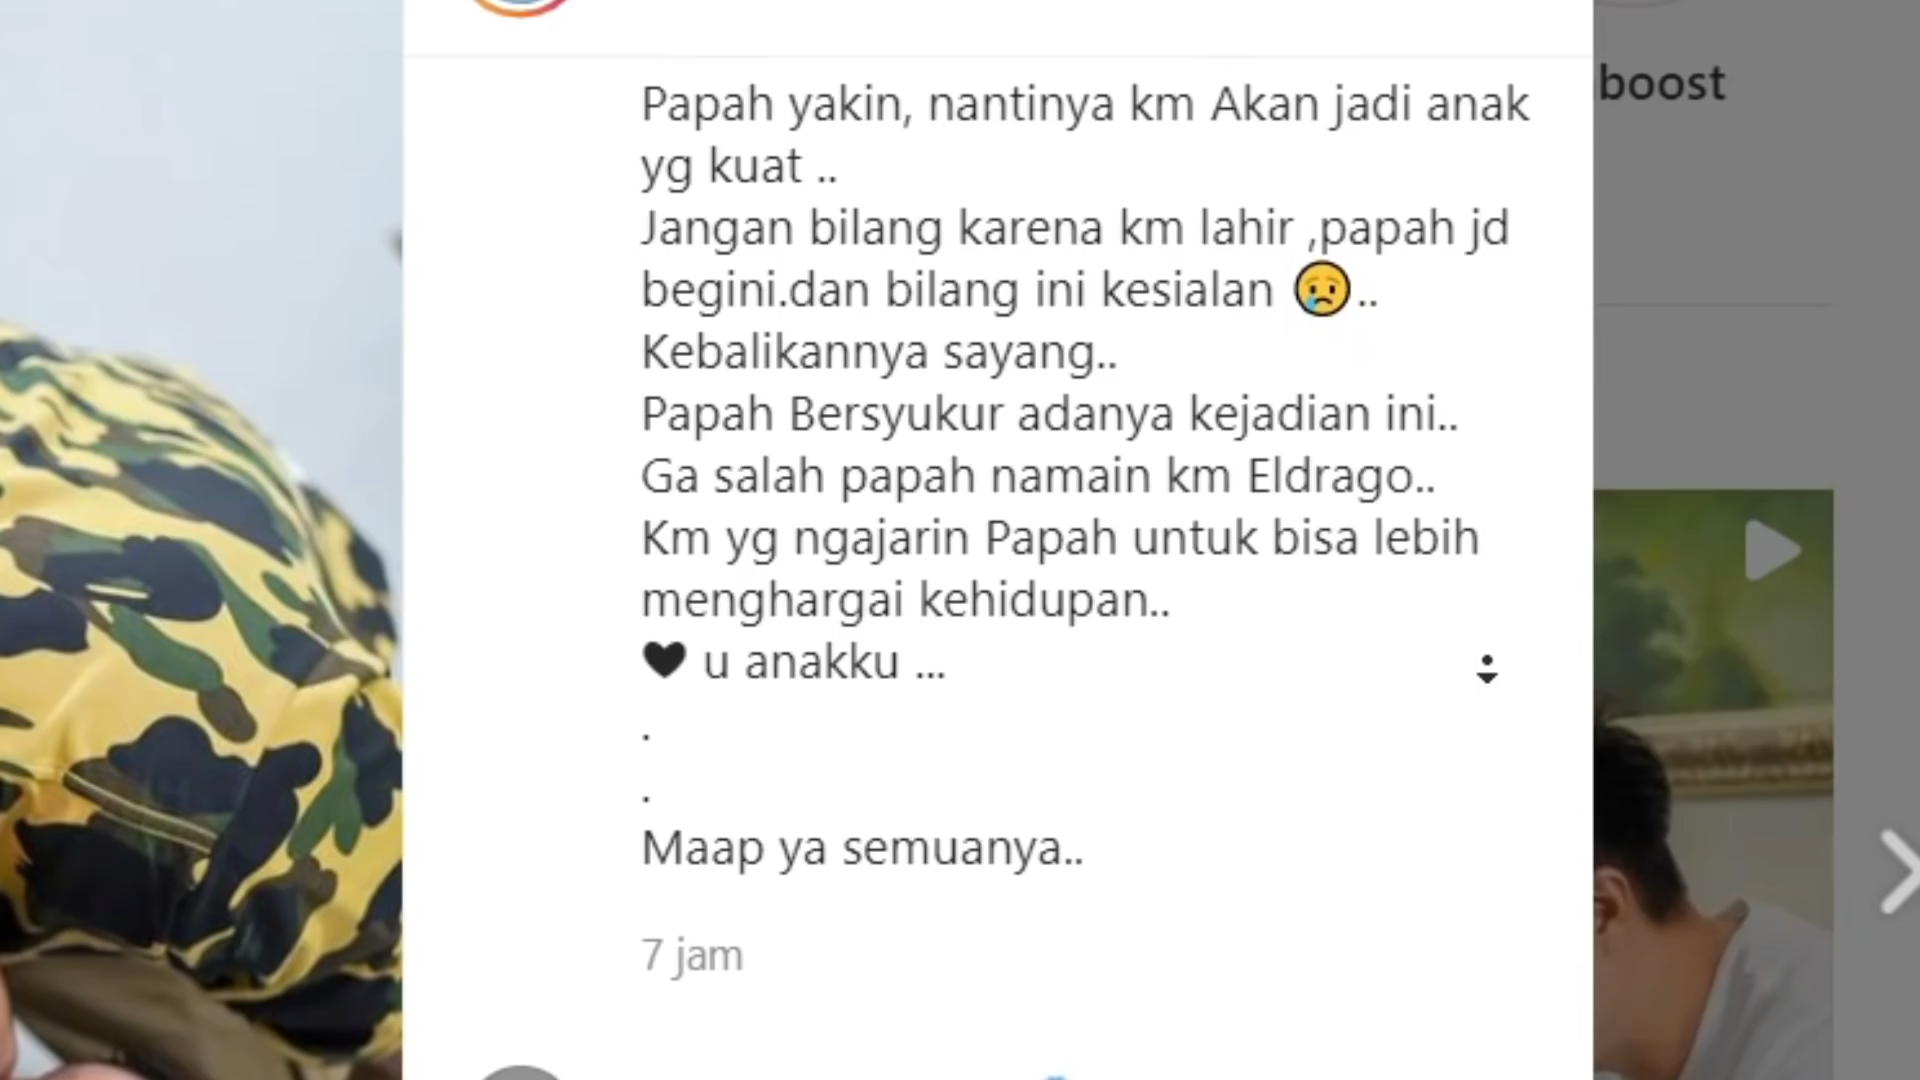 boost
Papah yakin, nantinya km Akan jadi anak
yg kuat ..
Jangan bilang karena km lahir ,papah jd
begini.dan bilang ini kesialan 😢..
Kebalikannya sayang..
Papah Bersyukur adanya kejadian ini..
Ga salah papah namain km Eldrago..
Km yg ngajarin Papah untuk bisa lebih
menghargai kehidupan..
🖤 u anakku ...
.
.
Maap ya semuanya..
7 jam